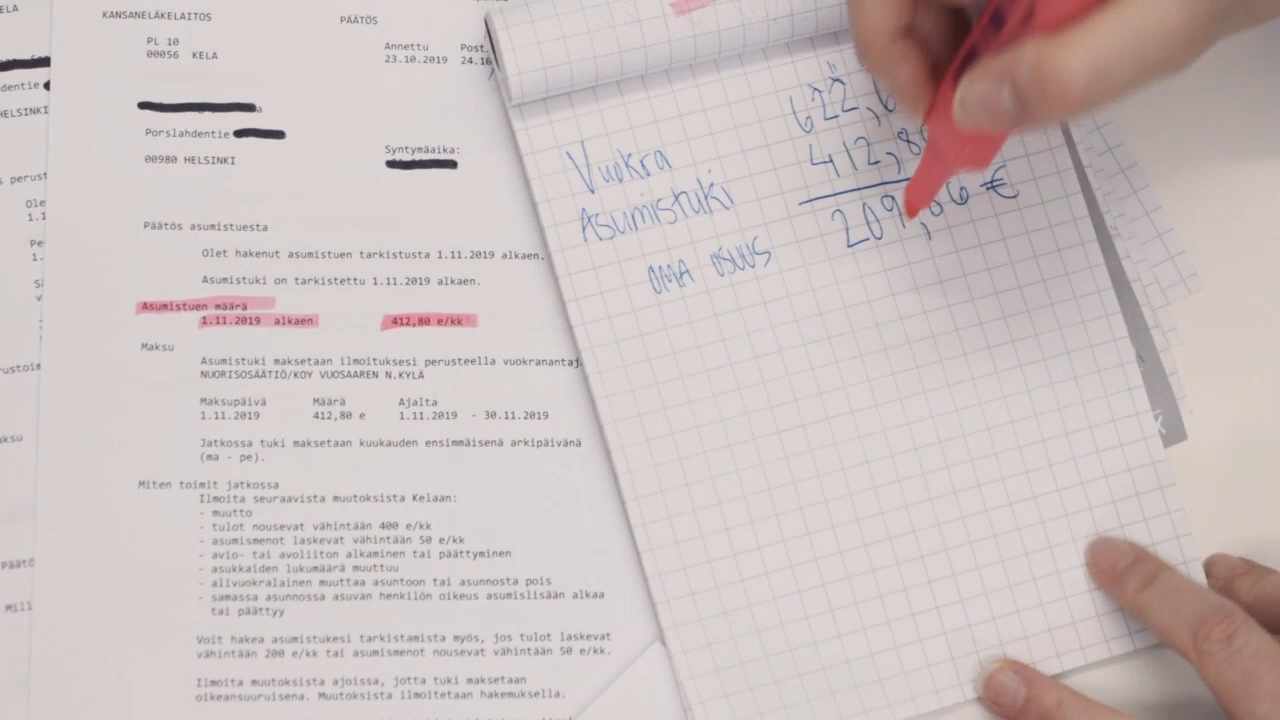 KANSANELÄKELAITOS PÄÄTÖS
PL 10
00056 KELA
Annettu Post.
23.10.2019 24.10
Porslahdentie
00980 HELSINKI
Syntymäaika:
Päätös asumistuesta
Olet hakenut asumistuen tarkistusta 1.11.2019 alkaen.
Asumistuki on tarkistettu 1.11.2019 alkaen.
Asumistuen määrä
1.11.2019 alkaen 412,80 e/kk
Maksu
Asumistuki maksetaan ilmoituksesi perusteella vuokranantaj
NUORISOSÄÄTIÖ/KOY VUOSAAREN N.KYLÄ
Maksupäivä Määrä Ajalta
1.11.2019 412,80 e 1.11.2019 - 30.11.2019
Jatkossa tuki maksetaan kuukauden ensimmäisenä arkipäivänä
(ma - pe).
Miten toimit jatkossa
Ilmoita seuraavista muutoksista Kelaan:
- muutto
- tulot nousevat vähintään 400 e/kk
- asumismenot laskevat vähintään 50 e/kk
- avio- tai avoliiton alkaminen tai päättyminen
- asukkaiden lukumäärä muuttuu
- alivuokralainen muuttaa asuntoon tai asunnosta pois
- samassa asunnossa asuvan henkilön oikeus asumislisään alkaa
tai päättyy
Voit hakea asumistukesi tarkistamista myös, jos tulot laskevat
vähintään 200 e/kk tai asumismenot nousevat vähintään 50 e/kk.
Ilmoita muutoksista ajoissa, jotta tuki maksetaan
oikeansuuruisena. Muutoksista ilmoitetaan hakemuksella.
Vuokra 622,6
Asumistuki 412,80
oma osuus 209,86 €